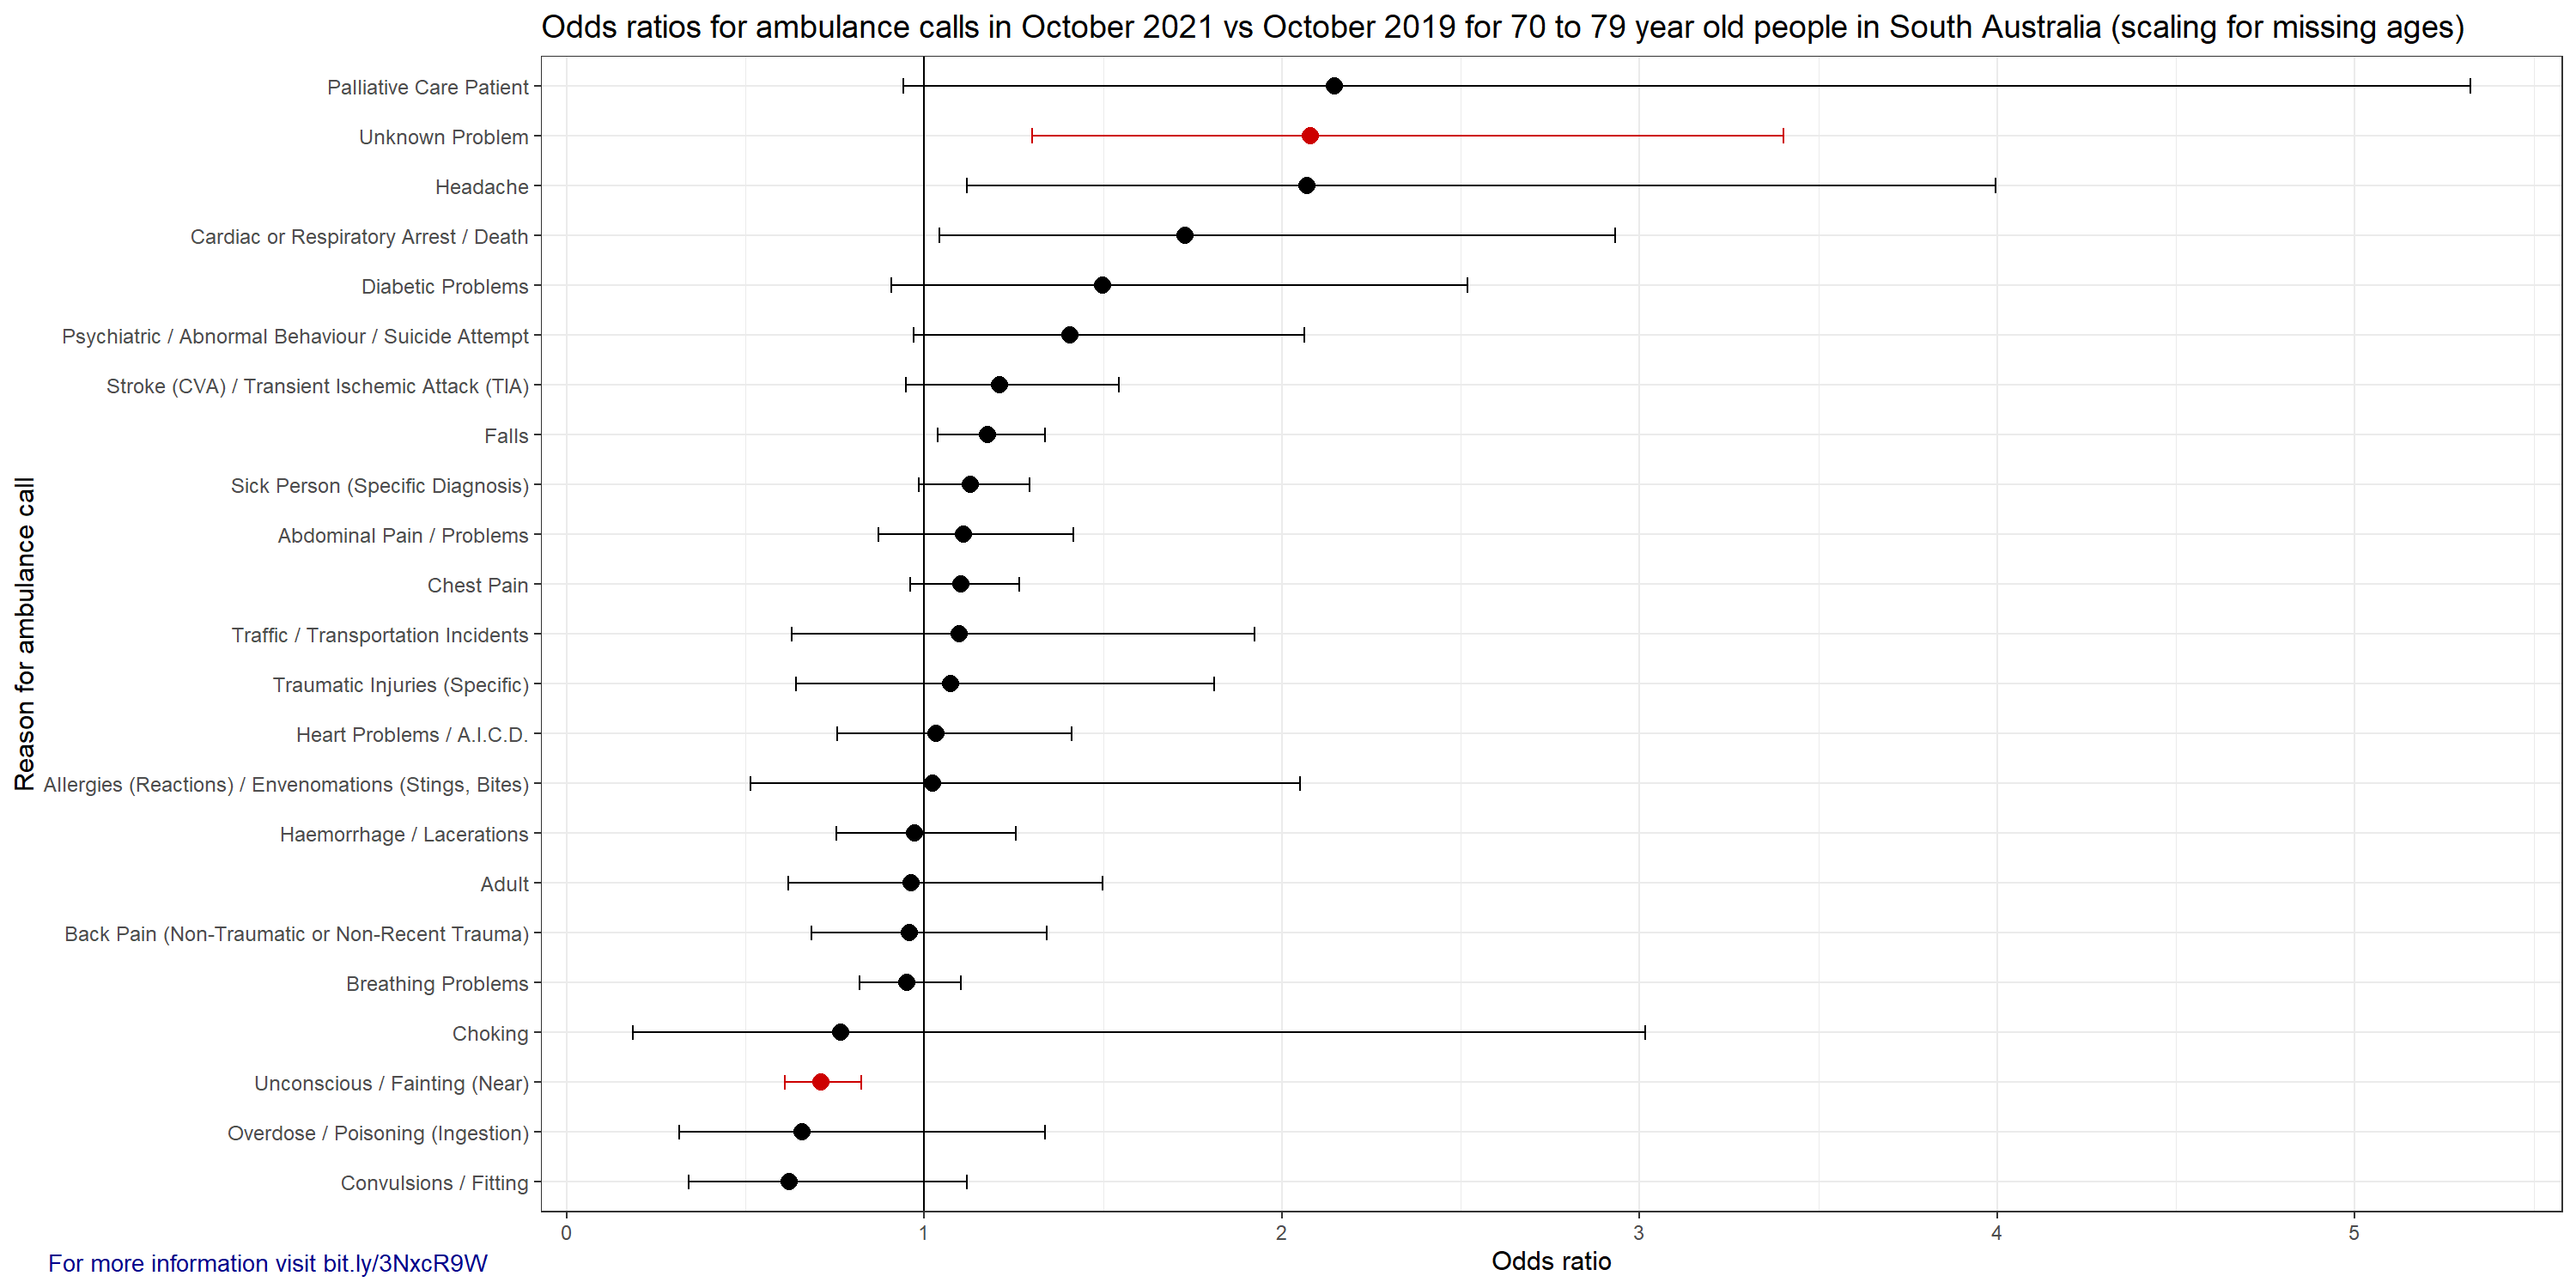 Odds ratios for ambulance calls in October 2021 vs October 2019 for 70 to 79 year old people in South Australia (scaling for missing ages)
Reason for ambulance call
Palliative Care Patient
Unknown Problem
Headache
Cardiac or Respiratory Arrest / Death
Diabetic Problems
Psychiatric / Abnormal Behaviour / Suicide Attempt
Stroke (CVA) / Transient Ischemic Attack (TIA)
Falls
Sick Person (Specific Diagnosis)
Abdominal Pain / Problems
Chest Pain
Traffic / Transportation Incidents
Traumatic Injuries (Specific)
Heart Problems / A.I.C.D.
Allergies (Reactions) / Envenomations (Stings, Bites)
Haemorrhage / Lacerations
Adult
Back Pain (Non-Traumatic or Non-Recent Trauma)
Breathing Problems
Choking
Unconscious / Fainting (Near)
Overdose / Poisoning (Ingestion)
Convulsions / Fitting
0 1 2 3 4 5
Odds ratio
For more information visit bit.ly/3NxcR9W